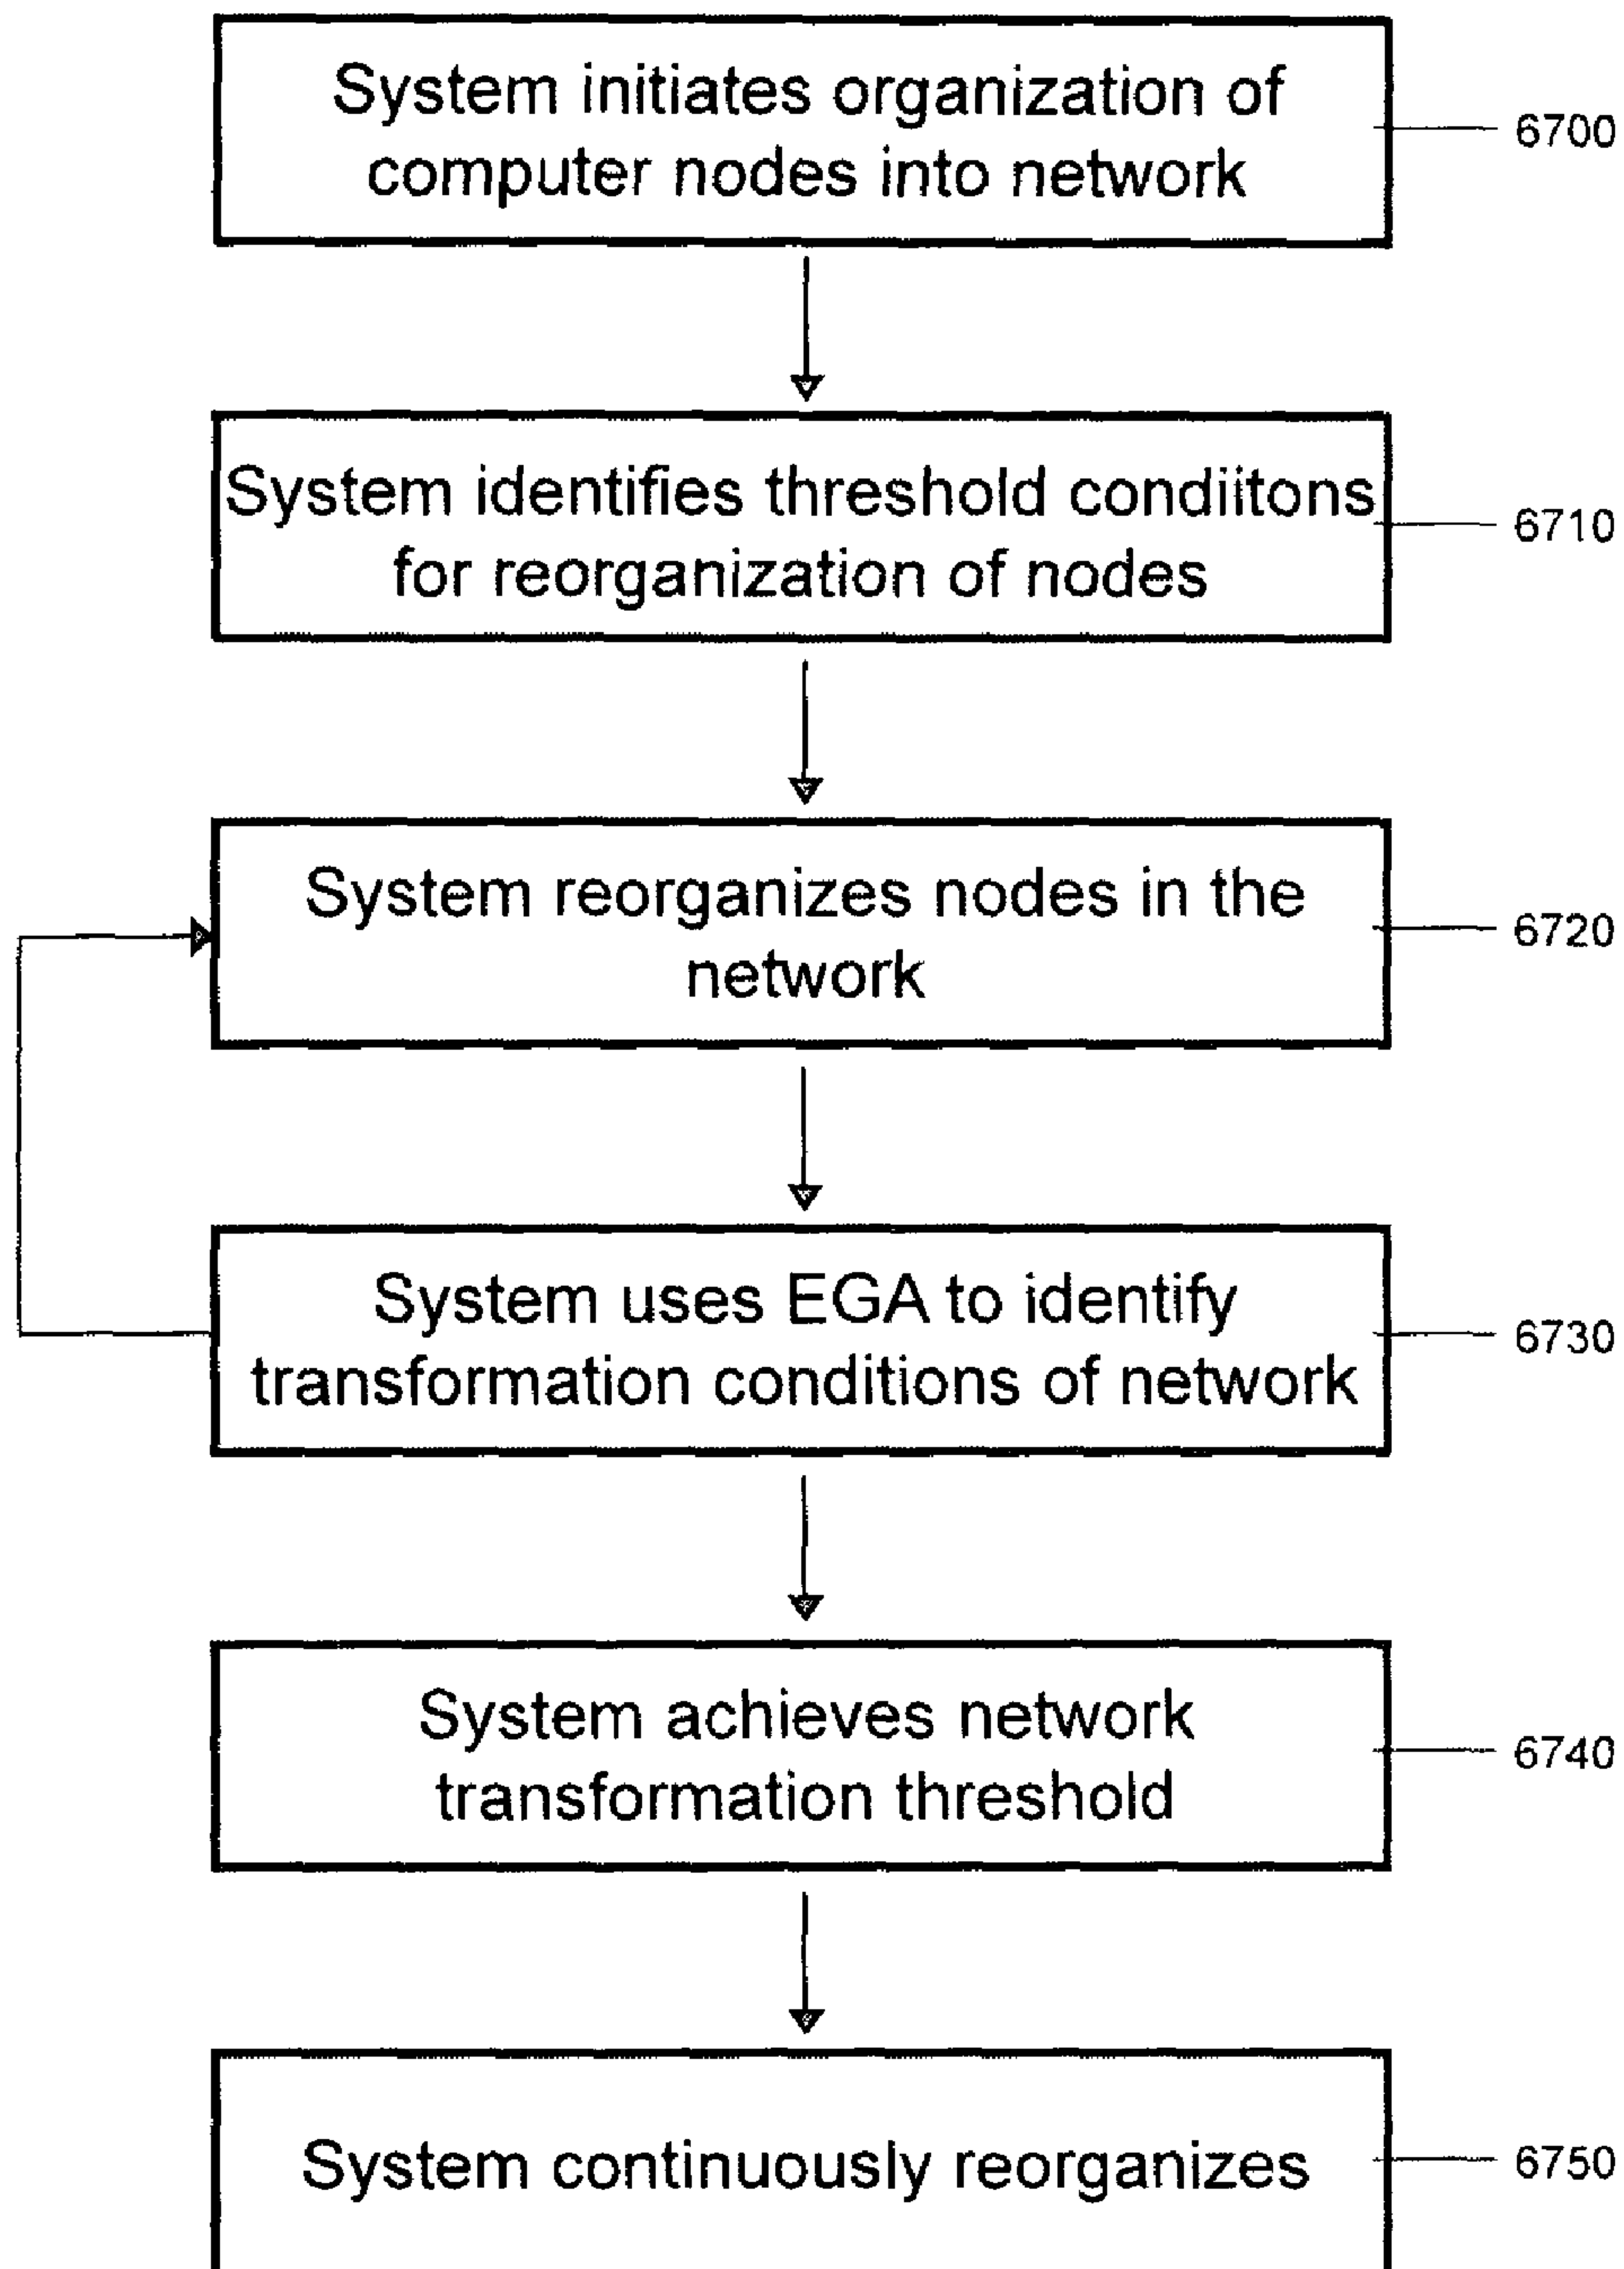 System initiates organization of
computer nodes into network
6700
System identifies threshold condiitons
for reorganization of nodes
6710
System reorganizes nodes in the
network
6720
System uses EGA to identify
transformation conditions of network
6730
System achieves network
transformation threshold
6740
System continuously reorganizes
6750